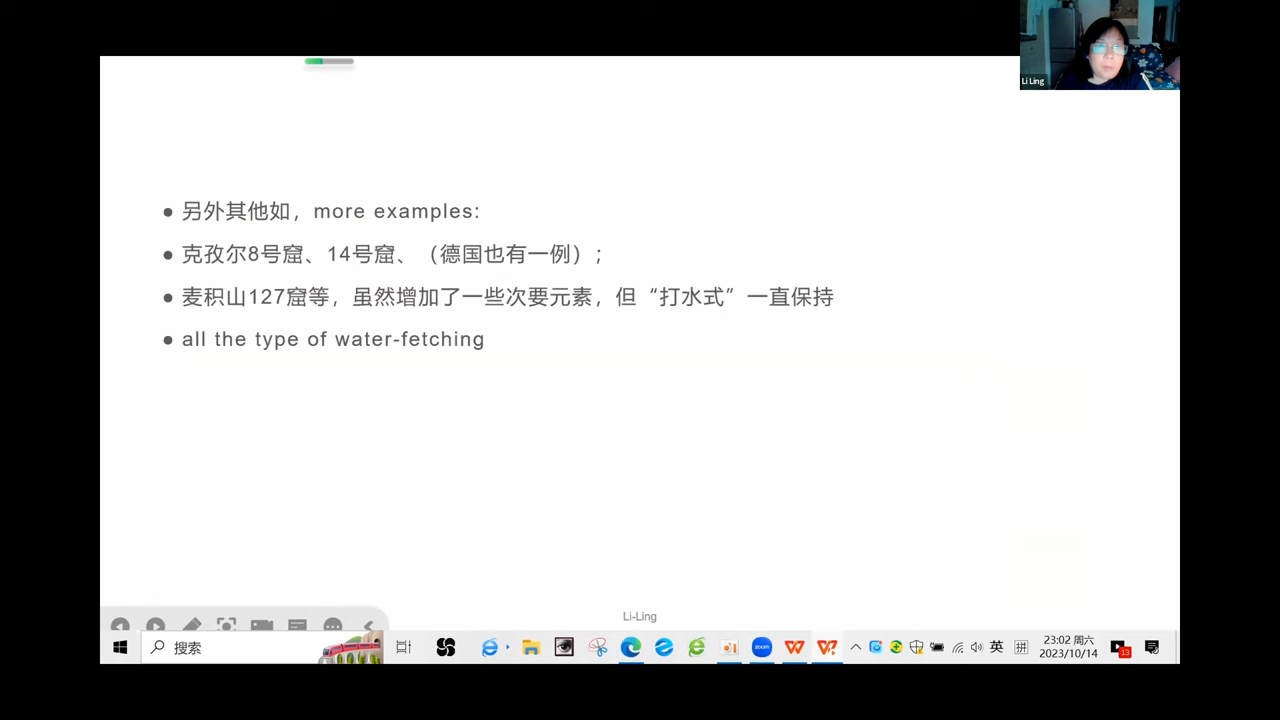 Li Ling
• 另外其他如，more examples:
• 克孜尔8号窟、14号窟、（德国也有一例）；
• 麦积山127窟等，虽然增加了一些次要元素，但“打水式”一直保持
• all the type of water-fetching
Li-Ling
搜索
zoom
英
拼
23:02 周六
2023/10/14
13